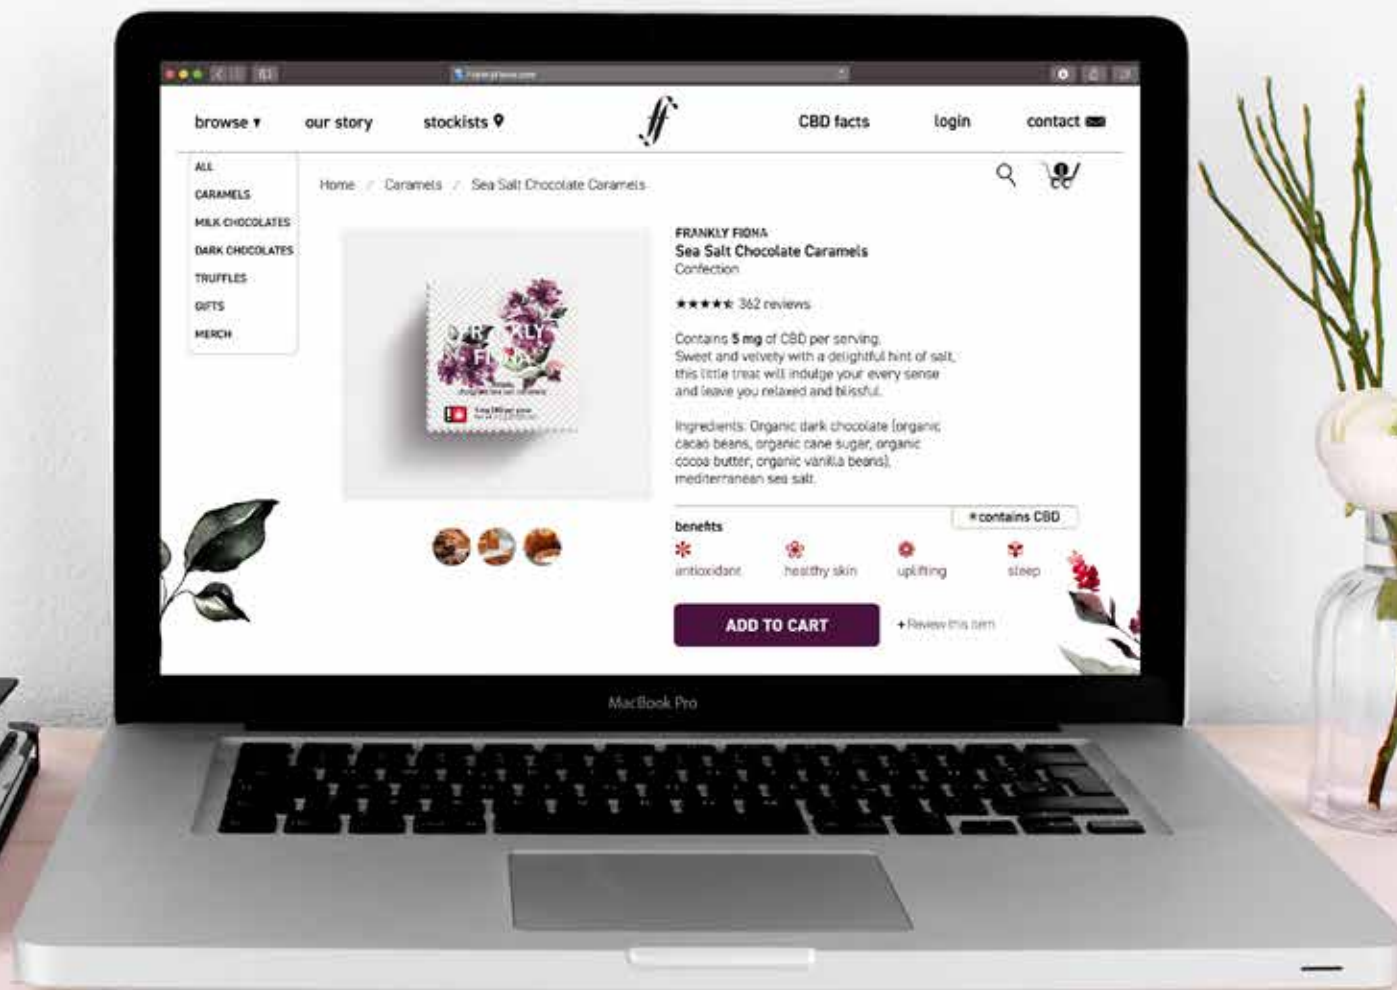 browse ▾ our story stockists ff CBD facts login contact
ALL
CARAMELS
MILK CHOCOLATES
DARK CHOCOLATES
TRUFFLES
GIFTS
MERCH
Home / Caramels / Sea Salt Chocolate Caramels
FRANKLY FIONA
Sea Salt Chocolate Caramels
Confection
★★★★⯪ 362 reviews
Contains 5 mg of CBD per serving.
Sweet and velvety with a delightful hint of salt,
this little treat will indulge your every sense
and leave you relaxed and blissful.
Ingredients: Organic dark chocolate (organic
cacao beans, organic cane sugar, organic
cocoa butter, organic vanilla beans),
mediterranean sea salt.
*contains CBD
benefits
antioxidant healthy skin uplifting sleep
ADD TO CART + Review this item
MacBook Pro